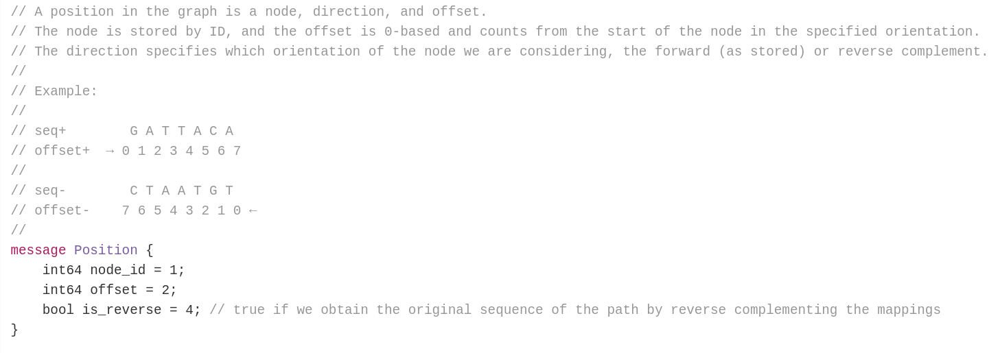 // A position in the graph is a node, direction, and offset.
// The node is stored by ID, and the offset is 0-based and counts from the start of the node in the specified orientation.
// The direction specifies which orientation of the node we are considering, the forward (as stored) or reverse complement.
//
// Example:
//
// seq+        G A T T A C A
// offset+  → 0 1 2 3 4 5 6 7
//
// seq-        C T A A T G T
// offset-    7 6 5 4 3 2 1 0 ←
//
message Position {
    int64 node_id = 1;
    int64 offset = 2;
    bool is_reverse = 4; // true if we obtain the original sequence of the path by reverse complementing the mappings
}